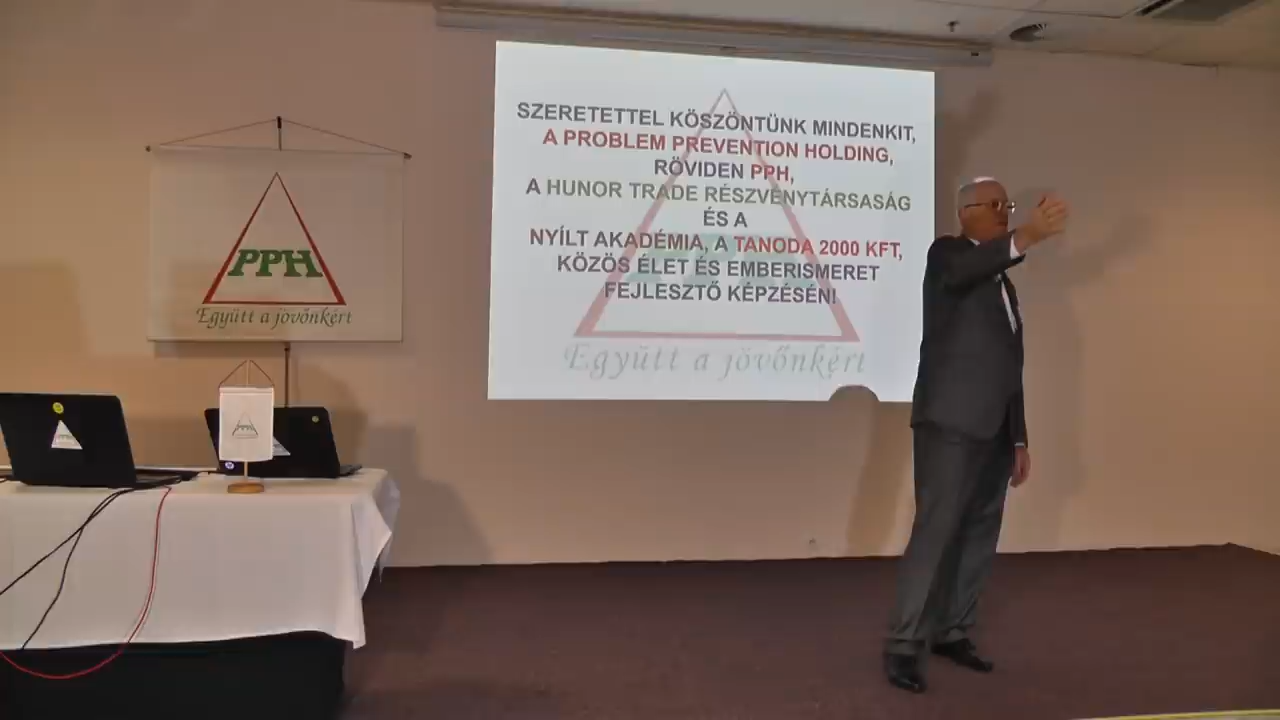 SZERETETTEL KÖSZÖNTÜNK MINDENKIT,
A PROBLEM PREVENTION HOLDING,
RÖVIDEN PPH,
A HUNOR TRADE RÉSZVÉNYTÁRSASÁG
ÉS A
NYÍLT AKADÉMIA, A TANODA 2000 KFT,
KÖZÖS ÉLET ÉS EMBERISMERET
FEJLESZTŐ KÉPZÉSÉN!
PPH
Együtt a jövőnkért
PPH
Együtt a jövőnkért